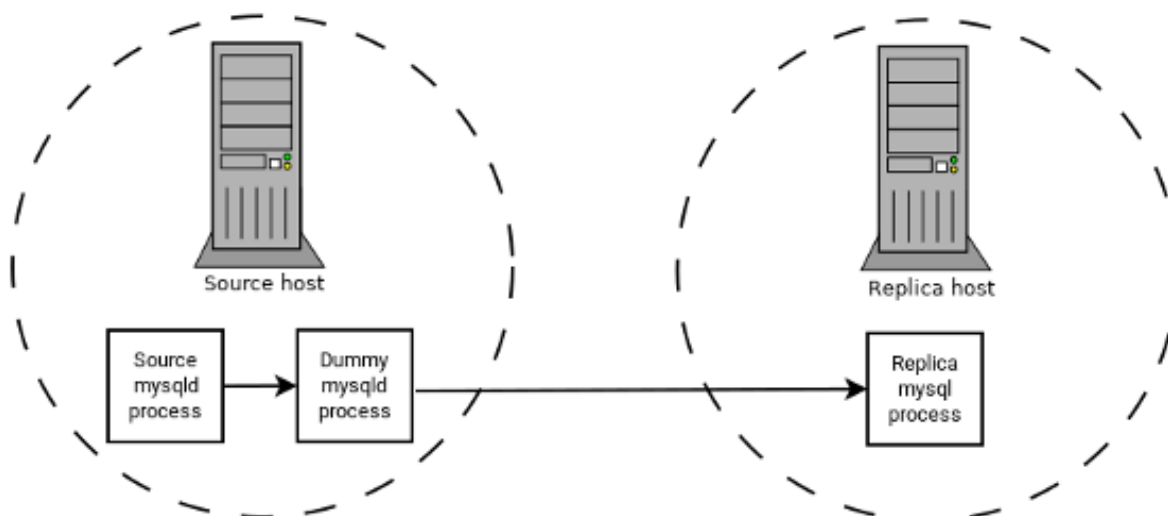 Source host
Replica host
Source
mysqld
process
Dummy
mysqld
process
Replica
mysql
process